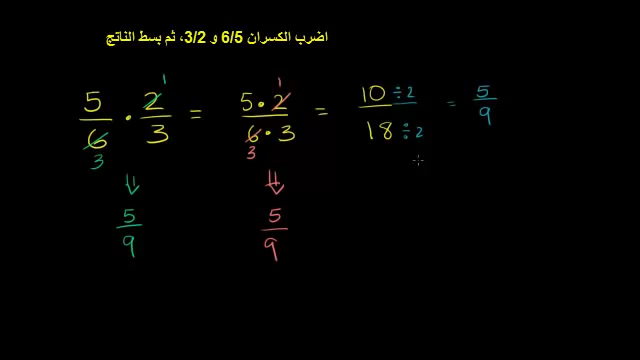 اضرب الكسران 6/5 و 3/2، ثم بسط الناتج
5/6 · 2/3 = 5 · 2 / 6 · 3 = 10 ÷2 / 18 ÷2 = 5/9
1 3 1 3
5/9 5/9